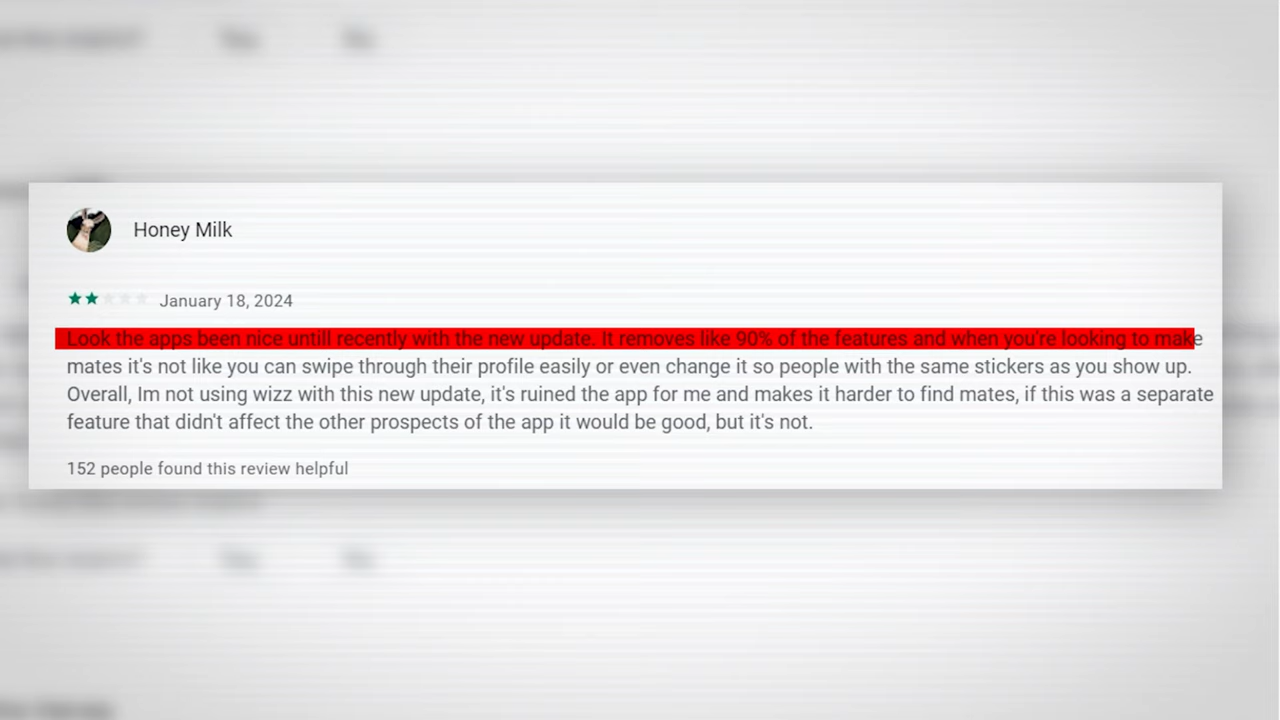 Honey Milk
January 18, 2024
Look the apps been nice untill recently with the new update. It removes like 90% of the features and when you're looking to make
mates it's not like you can swipe through their profile easily or even change it so people with the same stickers as you show up.
Overall, Im not using wizz with this new update, it's ruined the app for me and makes it harder to find mates, if this was a separate
feature that didn't affect the other prospects of the app it would be good, but it's not.
152 people found this review helpful